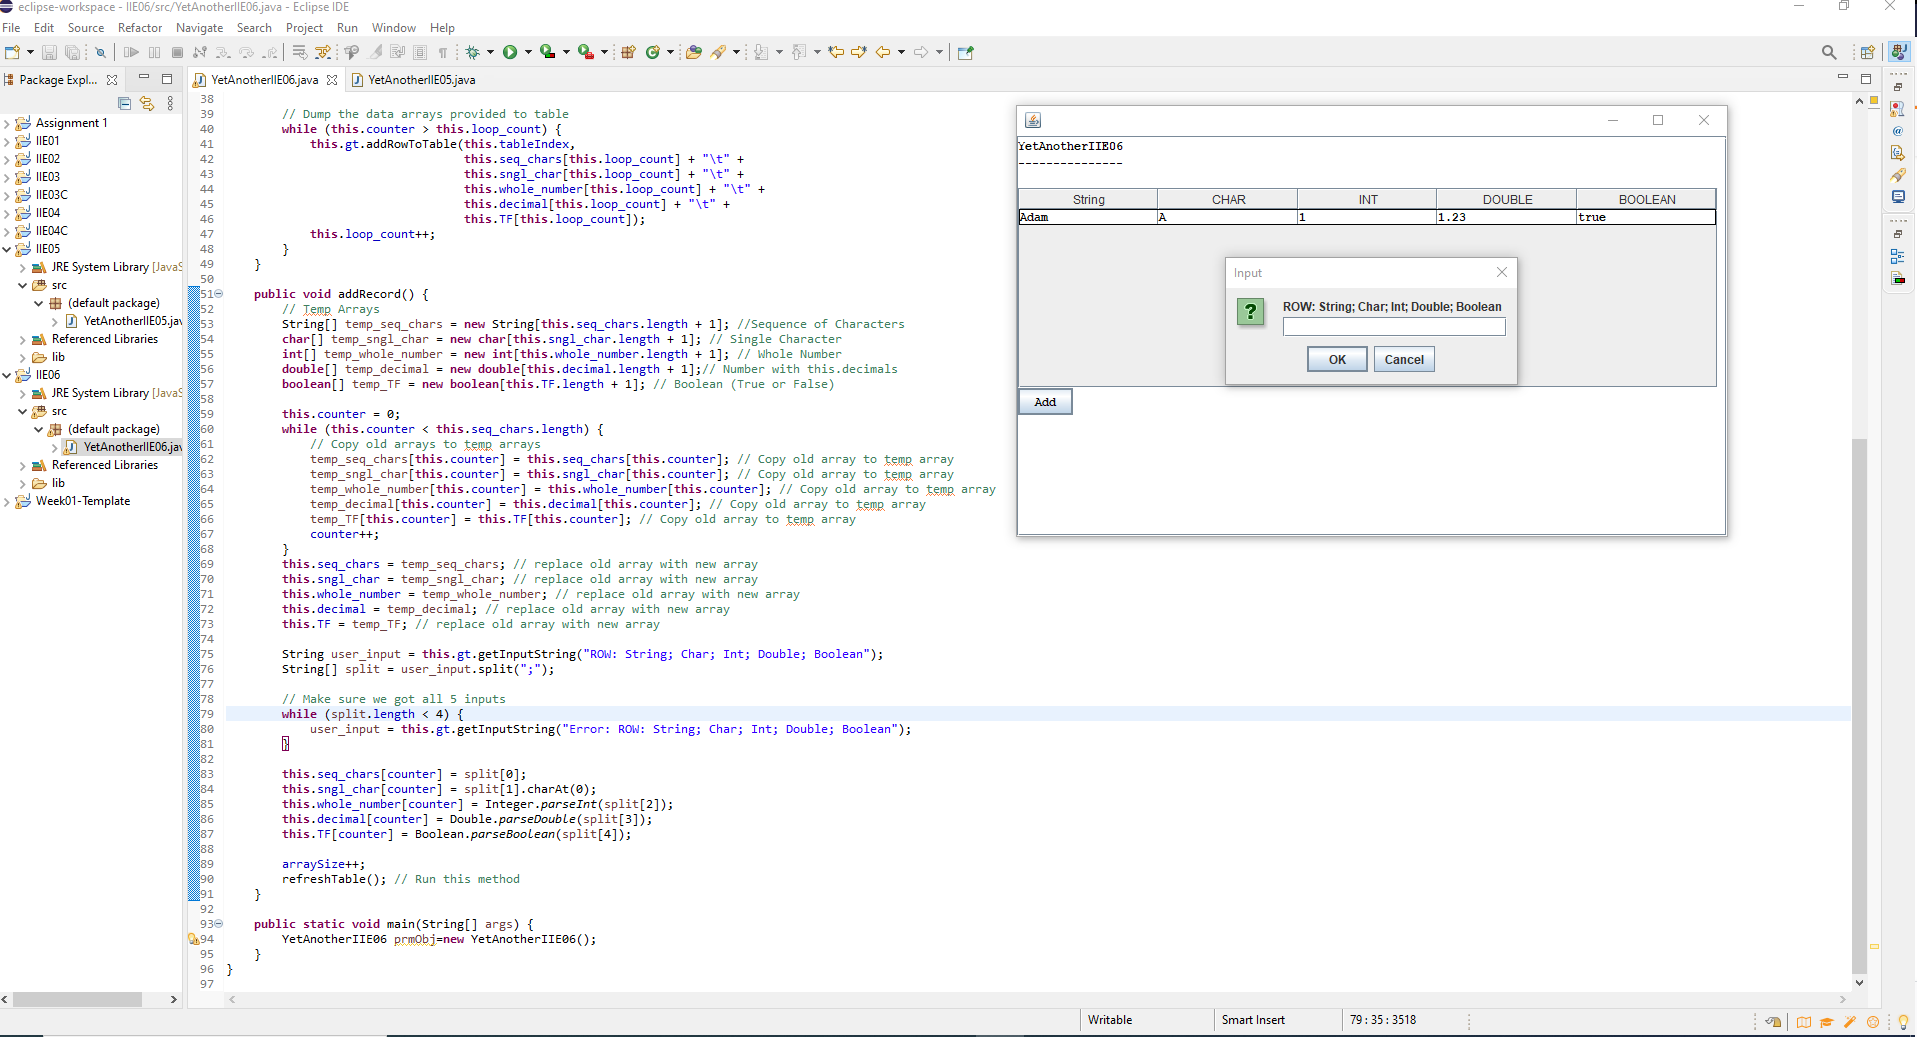 eclipse-workspace - IIE06/src/YetAnotherIIE06.java - Eclipse IDE
File Edit Source Refactor Navigate Search Project Run Window Help
Package Expl...
YetAnotherIIE06.java
YetAnotherIIE05.java
Assignment 1
IIE01
IIE02
IIE03
IIE03C
IIE04
IIE04C
IIE05
JRE System Library [JavaS
src
(default package)
YetAnotherIIE05.jav
Referenced Libraries
lib
IIE06
JRE System Library [JavaS
src
(default package)
YetAnotherIIE06.jav
Referenced Libraries
lib
Week01-Template
38
39 // Dump the data arrays provided to table
40 while (this.counter > this.loop_count) {
41 this.gt.addRowToTable(this.tableIndex,
42 this.seq_chars[this.loop_count] + "\t" +
43 this.sngl_char[this.loop_count] + "\t" +
44 this.whole_number[this.loop_count] + "\t" +
45 this.decimal[this.loop_count] + "\t" +
46 this.TF[this.loop_count]);
47 this.loop_count++;
48 }
49 }
50
51 public void addRecord() {
52 // Temp Arrays
53 String[] temp_seq_chars = new String[this.seq_chars.length + 1]; //Sequence of Characters
54 char[] temp_sngl_char = new char[this.sngl_char.length + 1]; // Single Character
55 int[] temp_whole_number = new int[this.whole_number.length + 1]; // Whole Number
56 double[] temp_decimal = new double[this.decimal.length + 1];// Number with this.decimals
57 boolean[] temp_TF = new boolean[this.TF.length + 1]; // Boolean (True or False)
58
59 this.counter = 0;
60 while (this.counter < this.seq_chars.length) {
61 // Copy old arrays to temp arrays
62 temp_seq_chars[this.counter] = this.seq_chars[this.counter]; // Copy old array to temp array
63 temp_sngl_char[this.counter] = this.sngl_char[this.counter]; // Copy old array to temp array
64 temp_whole_number[this.counter] = this.whole_number[this.counter]; // Copy old array to temp array
65 temp_decimal[this.counter] = this.decimal[this.counter]; // Copy old array to temp array
66 temp_TF[this.counter] = this.TF[this.counter]; // Copy old array to temp array
67 counter++;
68 }
69 this.seq_chars = temp_seq_chars; // replace old array with new array
70 this.sngl_char = temp_sngl_char; // replace old array with new array
71 this.whole_number = temp_whole_number; // replace old array with new array
72 this.decimal = temp_decimal; // replace old array with new array
73 this.TF = temp_TF; // replace old array with new array
74
75 String user_input = this.gt.getInputString("ROW: String; Char; Int; Double; Boolean");
76 String[] split = user_input.split(";");
77
78 // Make sure we got all 5 inputs
79 while (split.length < 4) {
80 user_input = this.gt.getInputString("Error: ROW: String; Char; Int; Double; Boolean");
81 }
82
83 this.seq_chars[counter] = split[0];
84 this.sngl_char[counter] = split[1].charAt(0);
85 this.whole_number[counter] = Integer.parseInt(split[2]);
86 this.decimal[counter] = Double.parseDouble(split[3]);
87 this.TF[counter] = Boolean.parseBoolean(split[4]);
88
89 arraySize++;
90 refreshTable(); // Run this method
91 }
92
93 public static void main(String[] args) {
94 YetAnotherIIE06 prmObj=new YetAnotherIIE06();
95 }
96 }
97
YetAnotherIIE06
---------------
String CHAR INT DOUBLE BOOLEAN
Adam A 1 1.23 true
Input
ROW: String; Char; Int; Double; Boolean
OK Cancel
Add
Writable Smart Insert 79 : 35 : 3518